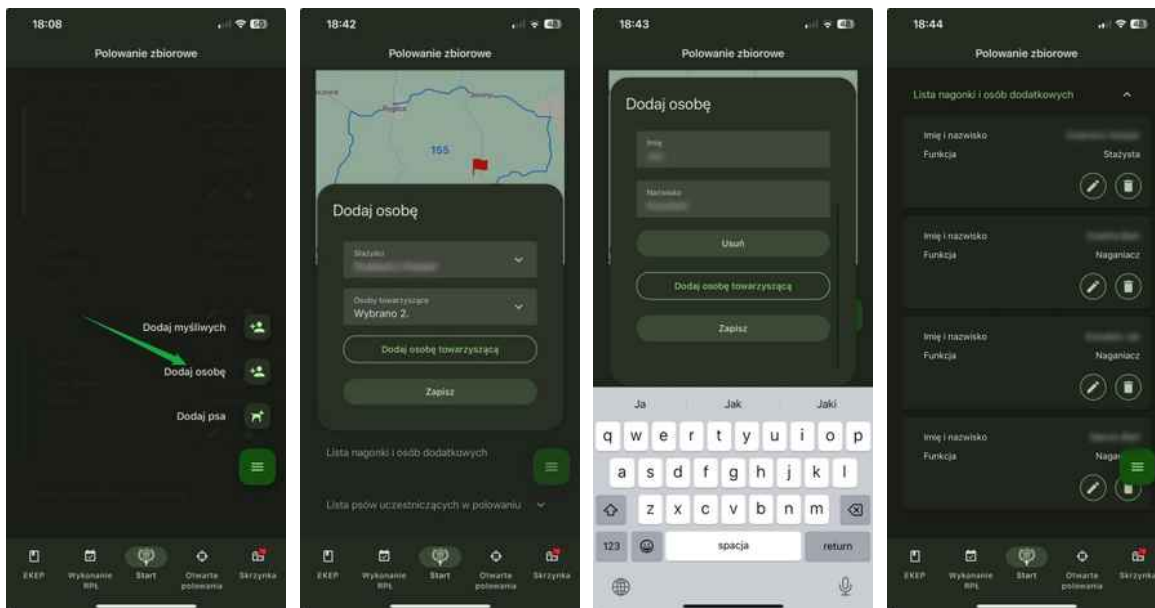 18:08
50
Polowanie zbiorowe
Dodaj myśliwych
Dodaj osobę
Dodaj psa
EKEP
Wykonanie RPŁ
Start
Otwarte polowania
Skrzynka
18:42
48
Polowanie zbiorowe
155
Dodaj osobę
Stażyści
Osoby towarzyszące
Wybrano 2.
Dodaj osobę towarzyszącą
Zapisz
Lista nagonki i osób dodatkowych
Lista psów uczestniczących w polowaniu
EKEP
Wykonanie RPŁ
Start
Otwarte polowania
Skrzynka
18:43
48
Polowanie zbiorowe
Dodaj osobę
Imię
Nazwisko
Usuń
Dodaj osobę towarzyszącą
Zapisz
Ja Jak Jaki
q w e r t y u i o p
a s d f g h j k l
z x c v b n m
123 spacja return
18:44
48
Polowanie zbiorowe
Lista nagonki i osób dodatkowych
Imię i nazwisko
Funkcja Stażysta
Imię i nazwisko
Funkcja Naganiacz
Imię i nazwisko
Funkcja Naganiacz
Imię i nazwisko
Funkcja
EKEP
Wykonanie RPŁ
Start
Otwarte polowania
Skrzynka